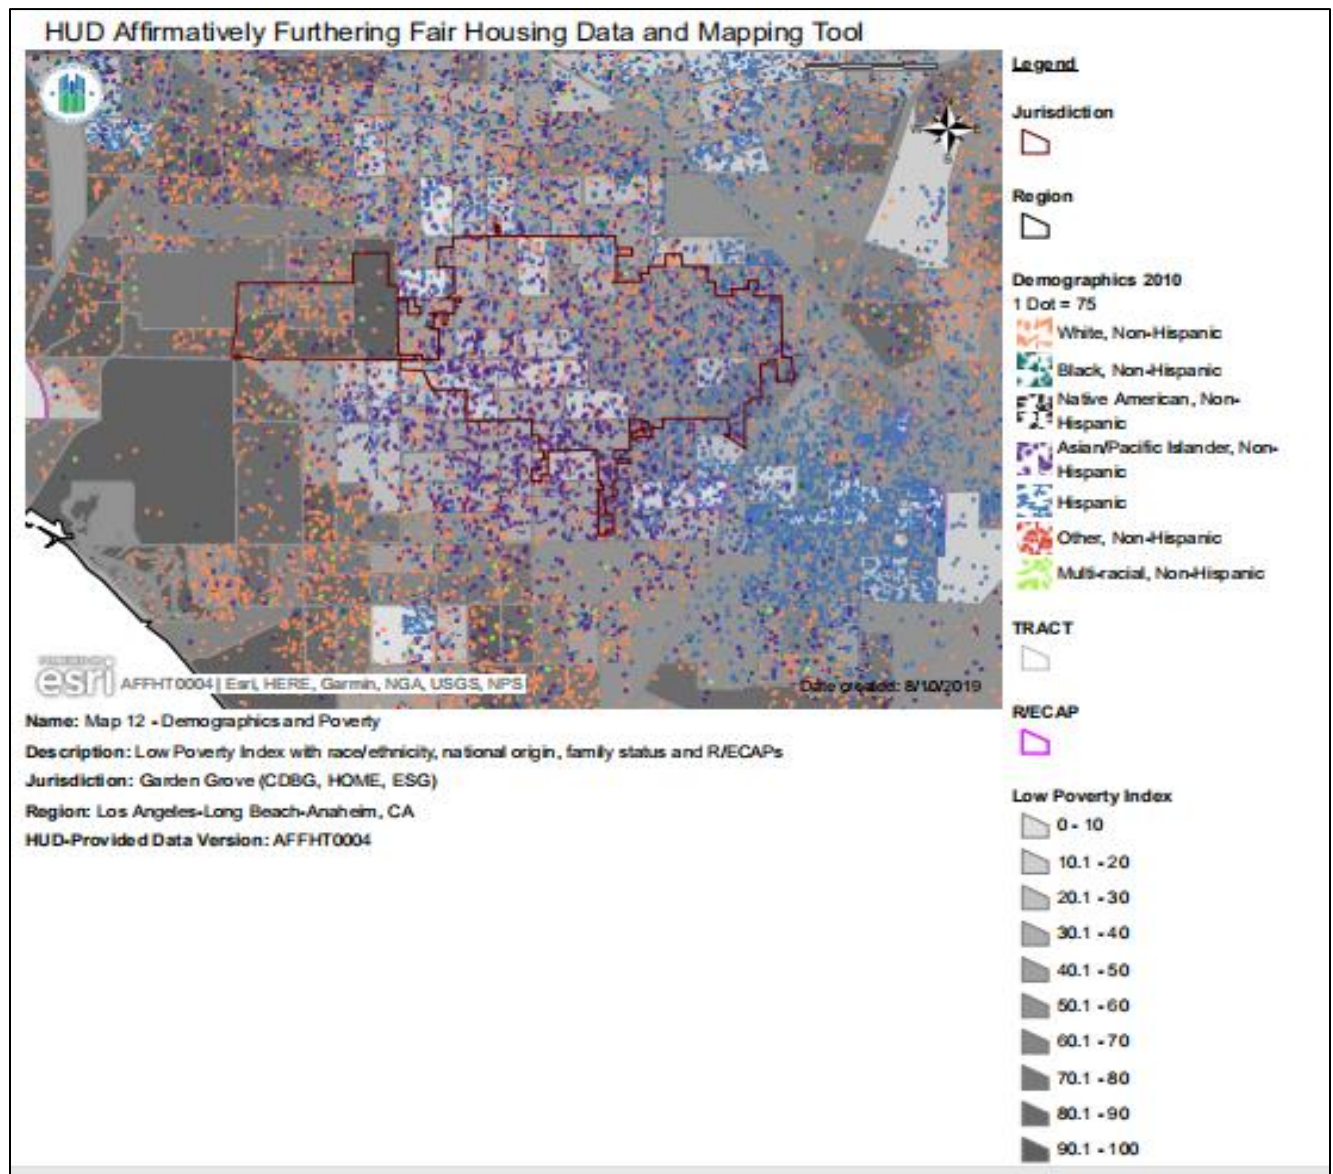 HUD Affirmatively Furthering Fair Housing Data and Mapping Tool
Legend
Jurisdiction
Region
Demographics 2010
1 Dot = 75
White, Non-Hispanic
Black, Non-Hispanic
Native American, Non-
Hispanic
Asian/Pacific Islander, Non-
Hispanic
Hispanic
Other, Non-Hispanic
Multi-racial, Non-Hispanic
TRACT
R/ECAP
Low Poverty Index
0 - 10
10.1 - 20
20.1 - 30
30.1 - 40
40.1 - 50
50.1 - 60
60.1 - 70
70.1 - 80
80.1 - 90
90.1 - 100
S
POWERED BY
esri
AFFHT0004 | Esri, HERE, Garmin, NGA, USGS, NPS
Date created: 8/10/2019
Name: Map 12 - Demographics and Poverty
Description: Low Poverty Index with race/ethnicity, national origin, family status and R/ECAPs
Jurisdiction: Garden Grove (CDBG, HOME, ESG)
Region: Los Angeles-Long Beach-Anaheim, CA
HUD-Provided Data Version: AFFHT0004